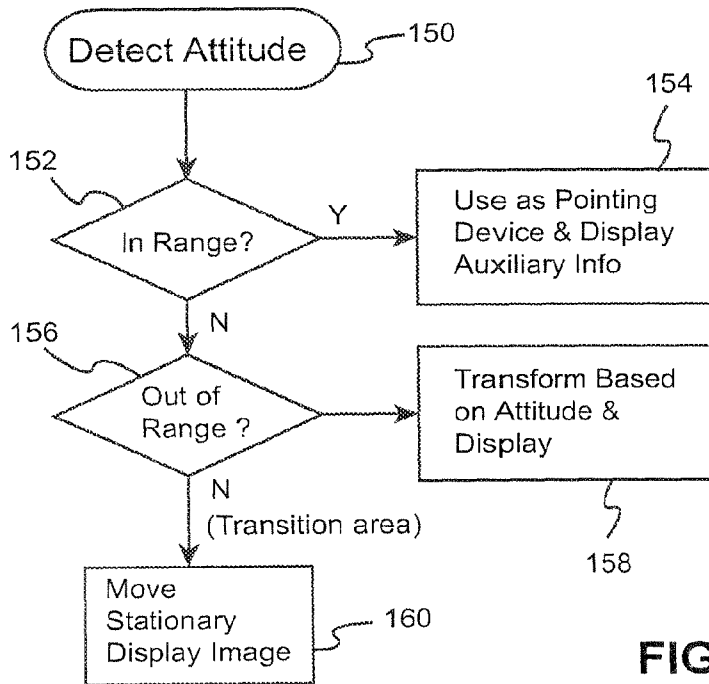 Detect Attitude
150
152
154
In Range?
Y
Use as Pointing
Device & Display
Auxiliary Info
N
156
Out of
Range ?
Transform Based
on Attitude &
Display
N
(Transition area)
158
Move
Stationary
Display Image
160
FIG